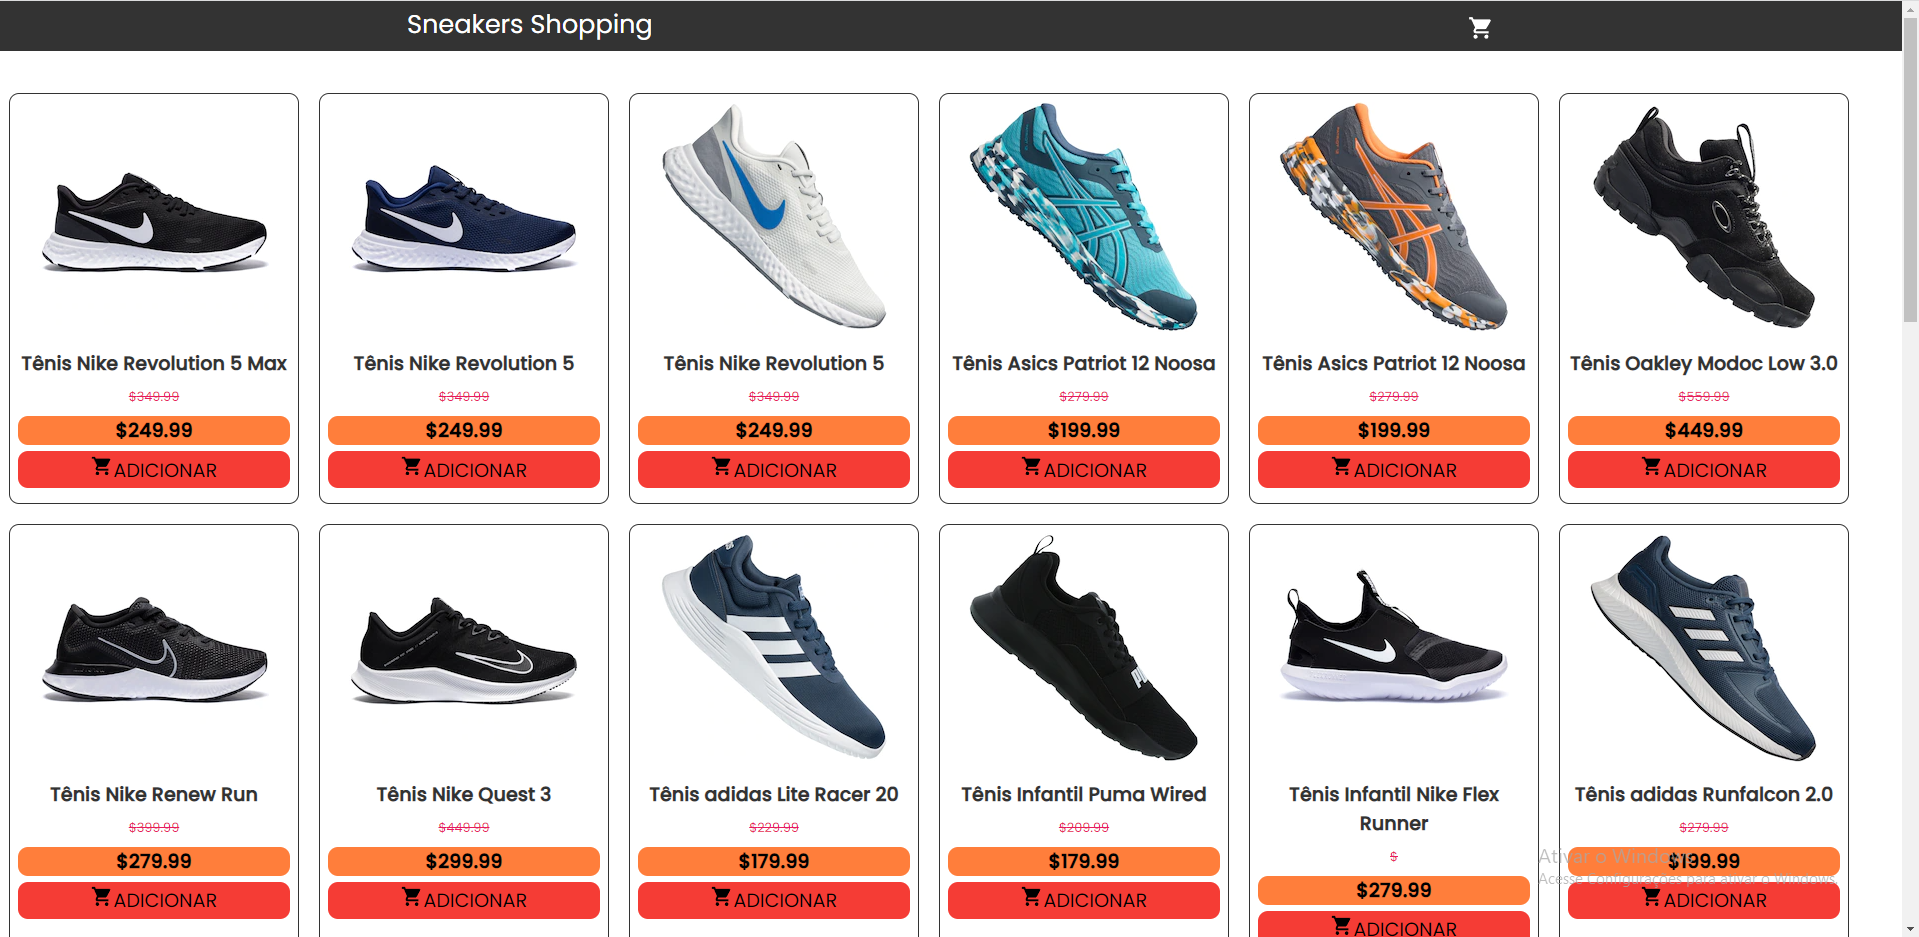 Sneakers Shopping
Tênis Nike Revolution 5 Max
$349.99
$249.99
ADICIONAR
Tênis Nike Revolution 5
$349.99
$249.99
ADICIONAR
Tênis Nike Revolution 5
$349.99
$249.99
ADICIONAR
Tênis Asics Patriot 12 Noosa
$279.99
$199.99
ADICIONAR
Tênis Asics Patriot 12 Noosa
$279.99
$199.99
ADICIONAR
Tênis Oakley Modoc Low 3.0
$559.99
$449.99
ADICIONAR
Tênis Nike Renew Run
$399.99
$279.99
ADICIONAR
Tênis Nike Quest 3
$449.99
$299.99
ADICIONAR
Tênis adidas Lite Racer 20
$229.99
$179.99
ADICIONAR
Tênis Infantil Puma Wired
$209.99
$179.99
ADICIONAR
Tênis Infantil Nike Flex
Runner
$
$279.99
ADICIONAR
Tênis adidas Runfalcon 2.0
$279.99
$199.99
ADICIONAR
Ativar o Windows
Acesse Configurações para ativar o Windows.